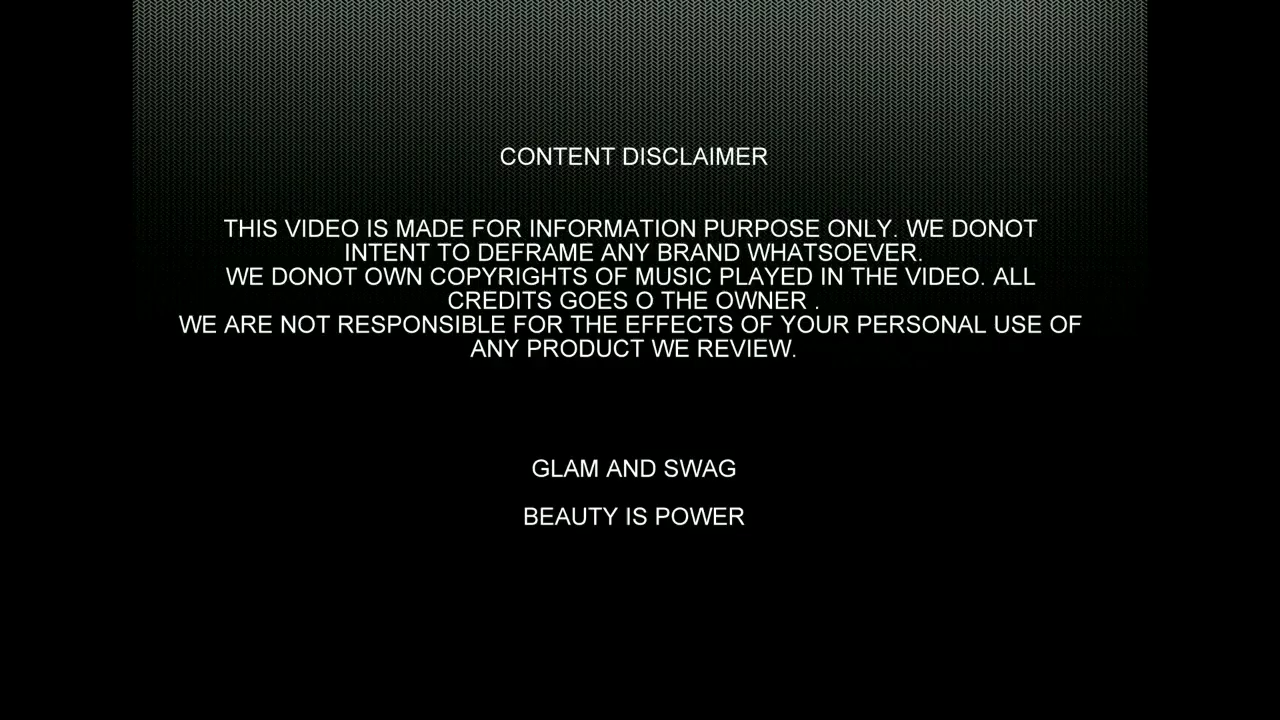 CONTENT DISCLAIMER
THIS VIDEO IS MADE FOR INFORMATION PURPOSE ONLY. WE DONOT
INTENT TO DEFRAME ANY BRAND WHATSOEVER.
WE DONOT OWN COPYRIGHTS OF MUSIC PLAYED IN THE VIDEO. ALL
CREDITS GOES O THE OWNER .
WE ARE NOT RESPONSIBLE FOR THE EFFECTS OF YOUR PERSONAL USE OF
ANY PRODUCT WE REVIEW.
GLAM AND SWAG
BEAUTY IS POWER